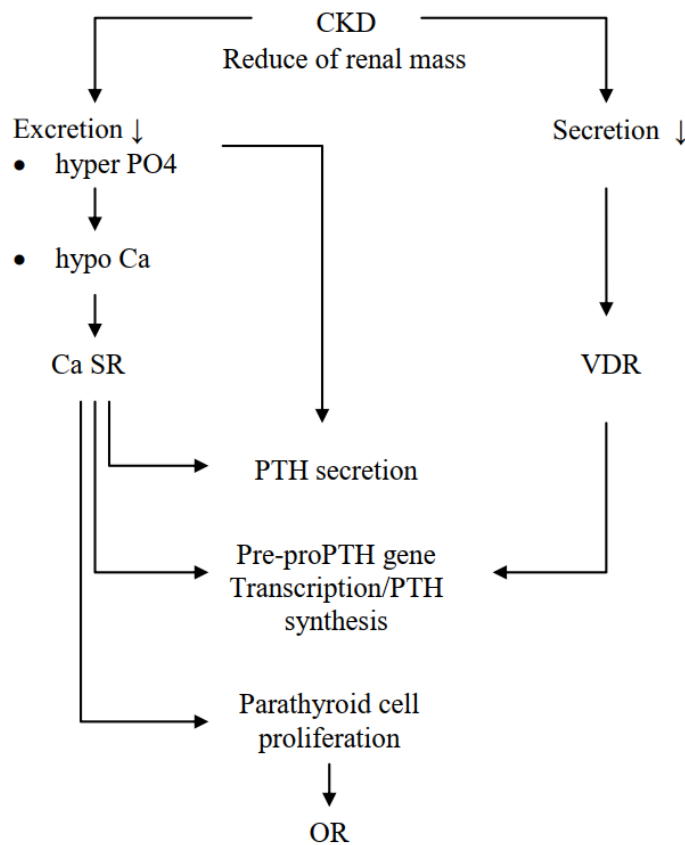 CKD
Reduce of renal mass
Excretion ↓
Secretion ↓
• hyper PO4
• hypo Ca
Ca SR
VDR
PTH secretion
Pre-proPTH gene
Transcription/PTH
synthesis
Parathyroid cell
proliferation
OR